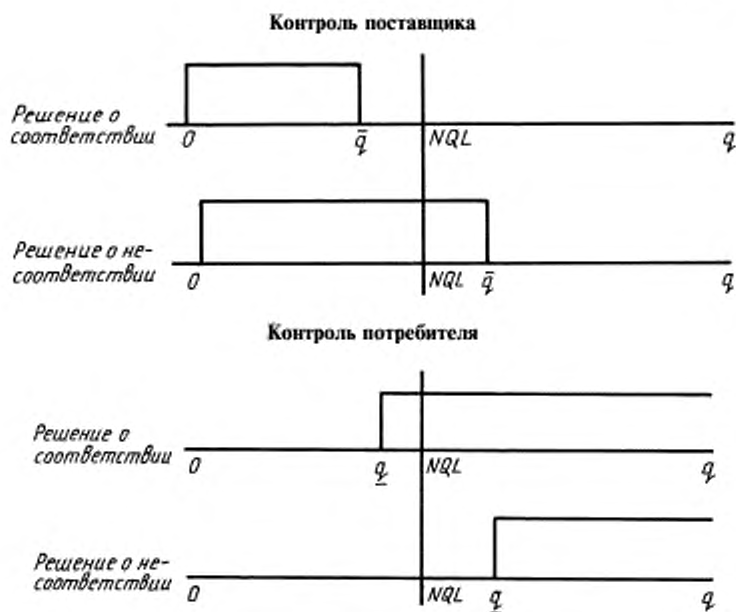 Контроль поставщика
Решение о
соответствии
0 q̄ NQL q
Решение о не-
соответствии
0 NQL q̄ q
Контроль потребителя
Решение о
соответствии
0 q̲ NQL q
Решение о не-
соответствии
0 NQL q̲ q